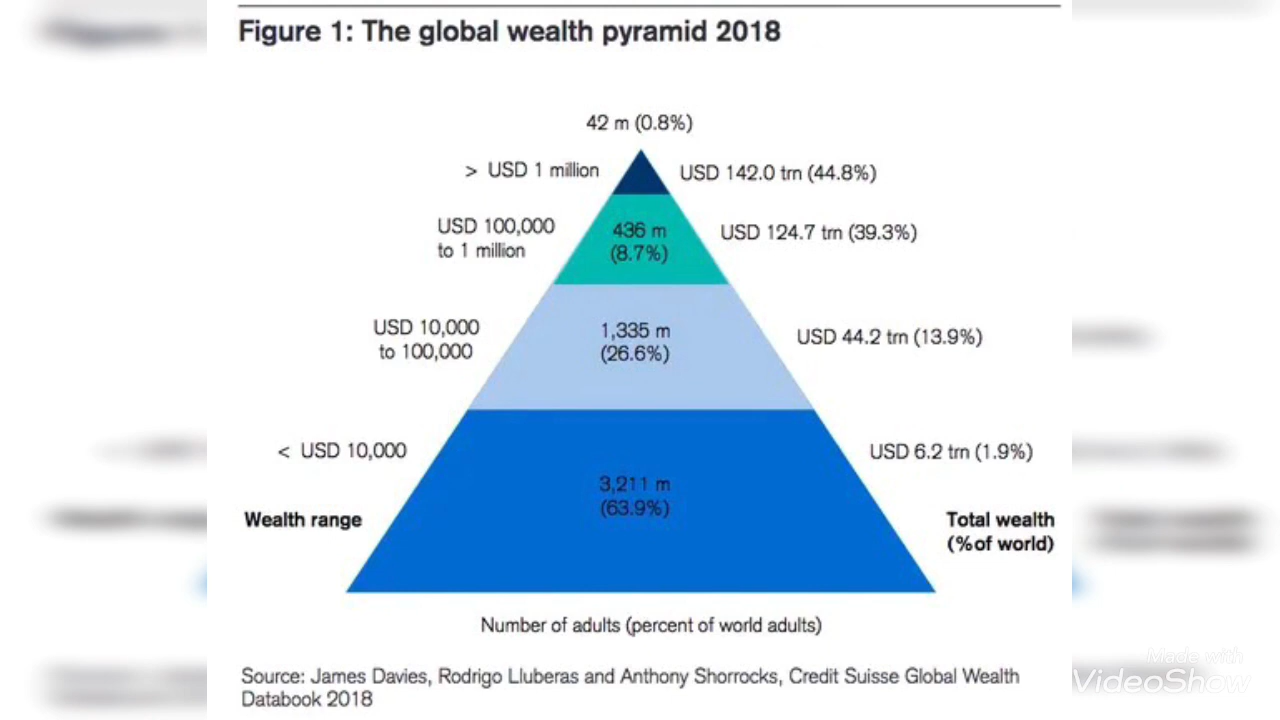 Figure 1: The global wealth pyramid 2018
42 m (0.8%)
> USD 1 million
USD 142.0 trn (44.8%)
USD 100,000
to 1 million
436 m
(8.7%)
USD 124.7 trn (39.3%)
USD 10,000
to 100,000
1,335 m
(26.6%)
USD 44.2 trn (13.9%)
< USD 10,000
3,211 m
(63.9%)
USD 6.2 trn (1.9%)
Wealth range
Total wealth
(%of world)
Number of adults (percent of world adults)
Source: James Davies, Rodrigo Lluberas and Anthony Shorrocks, Credit Suisse Global Wealth
Databook 2018
Made with
VideoShow